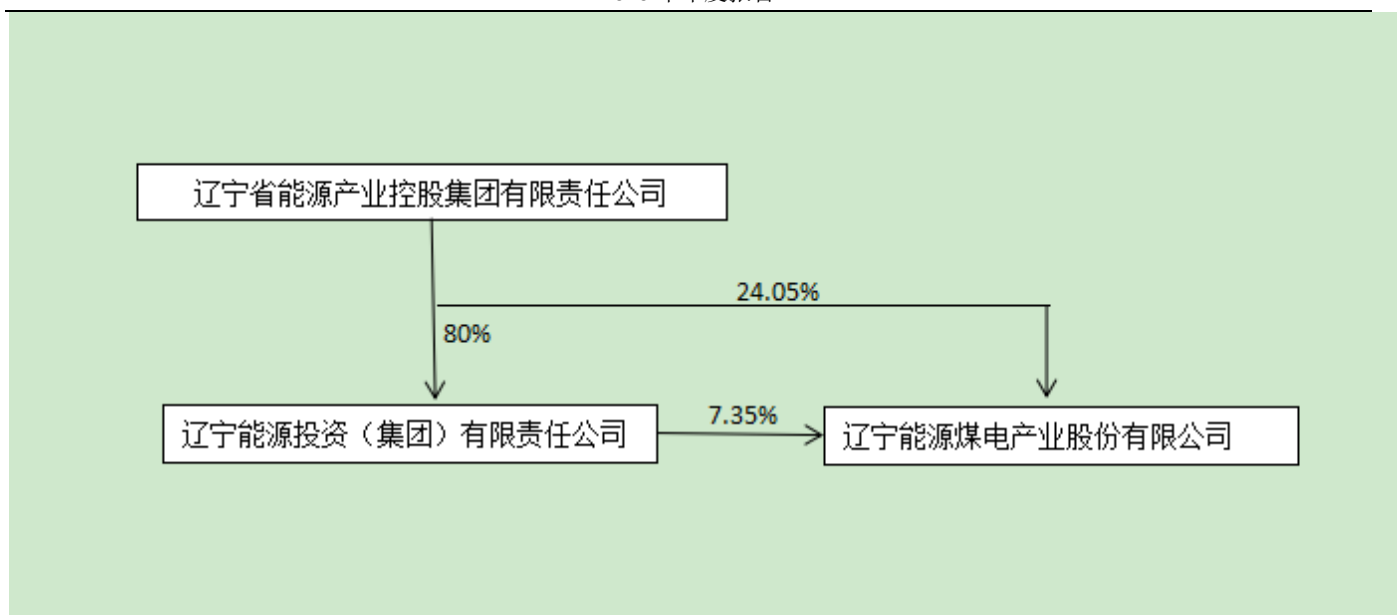 辽宁省能源产业控股集团有限责任公司
24.05%
80%
辽宁能源投资（集团）有限责任公司
7.35%
辽宁能源煤电产业股份有限公司